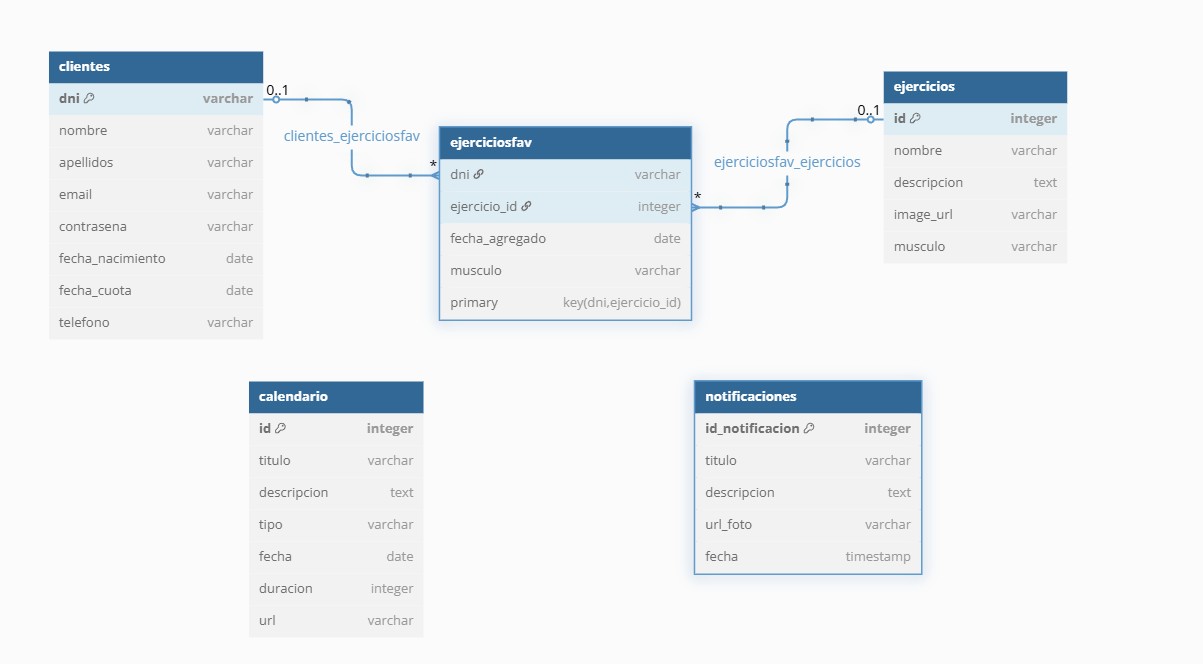 clientes
dni varchar
nombre varchar
apellidos varchar
email varchar
contrasena varchar
fecha_nacimiento date
fecha_cuota date
telefono varchar
0..1
clientes_ejerciciosfav
*
ejerciciosfav
dni varchar
ejercicio_id integer
fecha_agregado date
musculo varchar
primary key(dni,ejercicio_id)
*
ejerciciosfav_ejercicios
0..1
ejercicios
id integer
nombre varchar
descripcion text
image_url varchar
musculo varchar
calendario
id integer
titulo varchar
descripcion text
tipo varchar
fecha date
duracion integer
url varchar
notificaciones
id_notificacion integer
titulo varchar
descripcion text
url_foto varchar
fecha timestamp